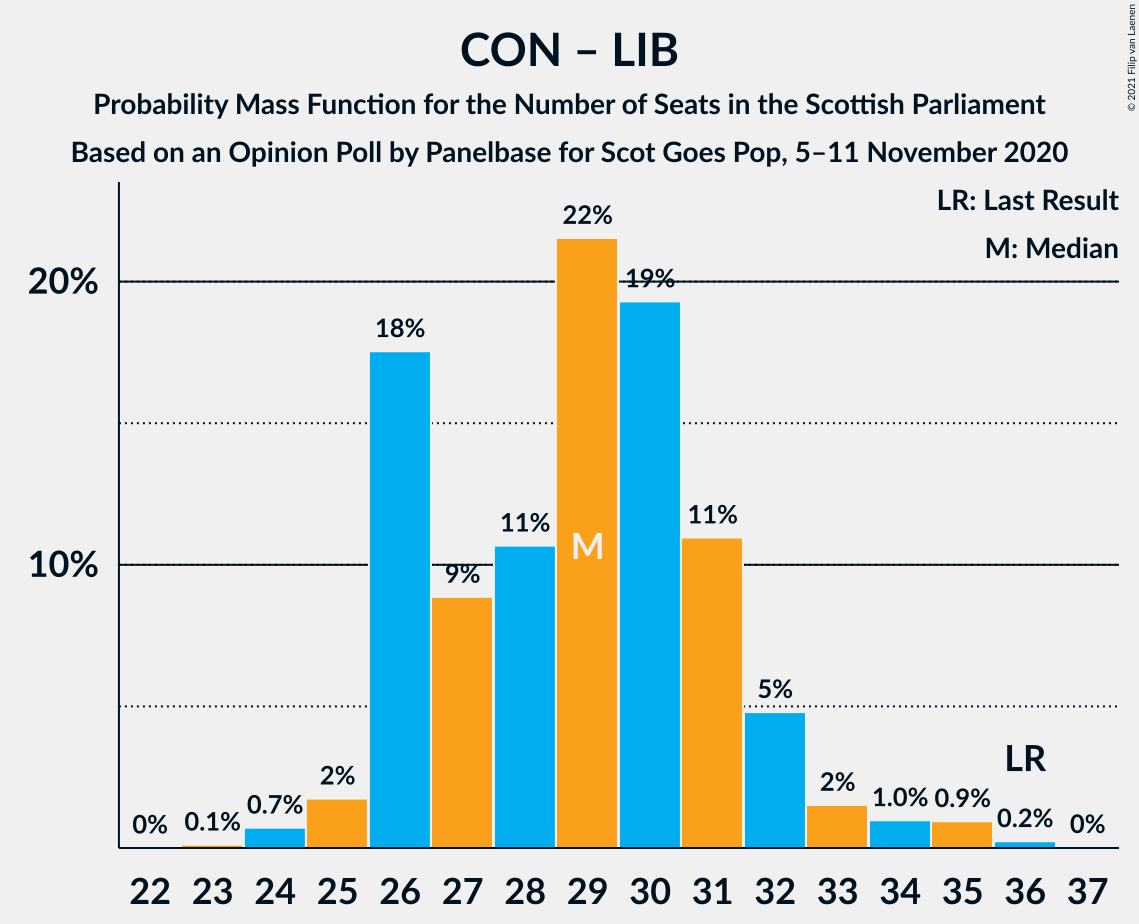 CON – LIB
Probability Mass Function for the Number of Seats in the Scottish Parliament
Based on an Opinion Poll by Panelbase for Scot Goes Pop, 5–11 November 2020
© 2021 Filip van Laenen
LR: Last Result
M: Median
20%
10%
0%
0.1%
0.7%
2%
18%
9%
11%
22%
19%
11%
5%
2%
1.0%
0.9%
0.2%
0%
M
LR
22 23 24 25 26 27 28 29 30 31 32 33 34 35 36 37